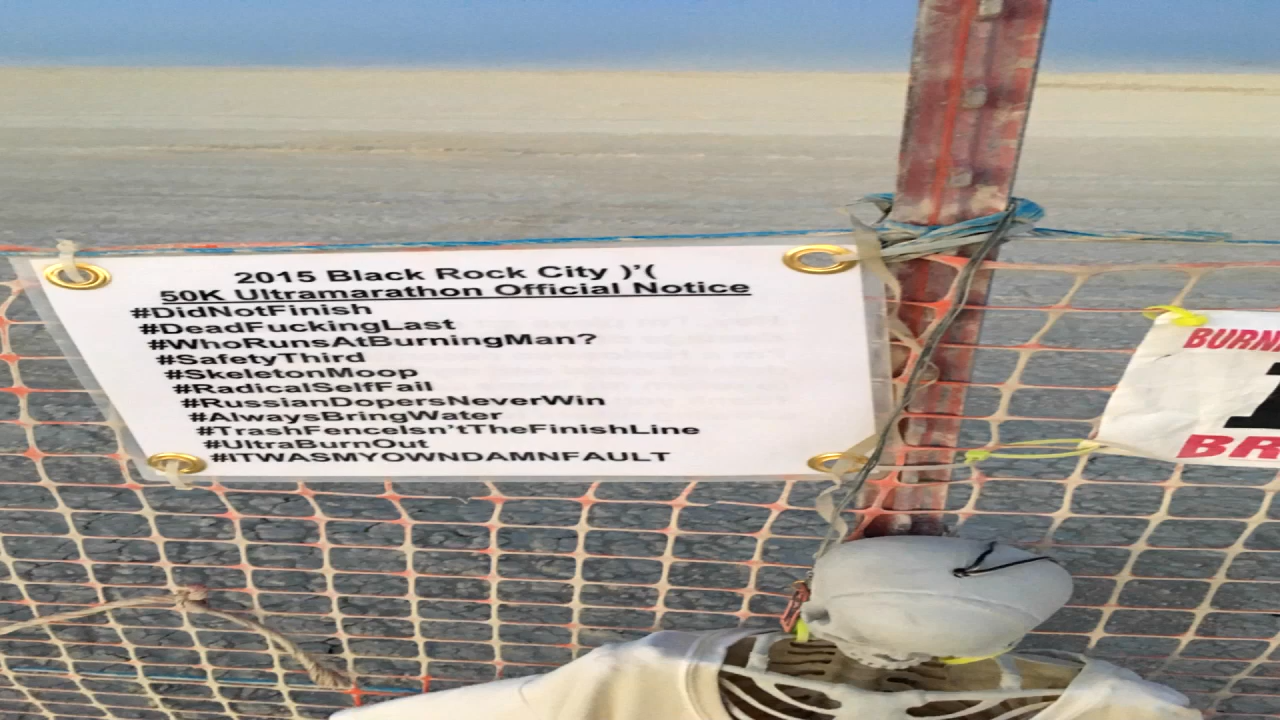 2015 Black Rock City )'(
50K Ultramarathon Official Notice
#DidNotFinish
#DeadFuckingLast
#WhoRunsAtBurningMan?
#SafetyThird
#SkeletonMoop
#RadicalSelfFail
#RussianDopersNeverWin
#AlwaysBringWater
#TrashFenceIsn'tTheFinishLine
#UltraBurnOut
#ITWASMYOWNDAMNFAULT
BURN
BR